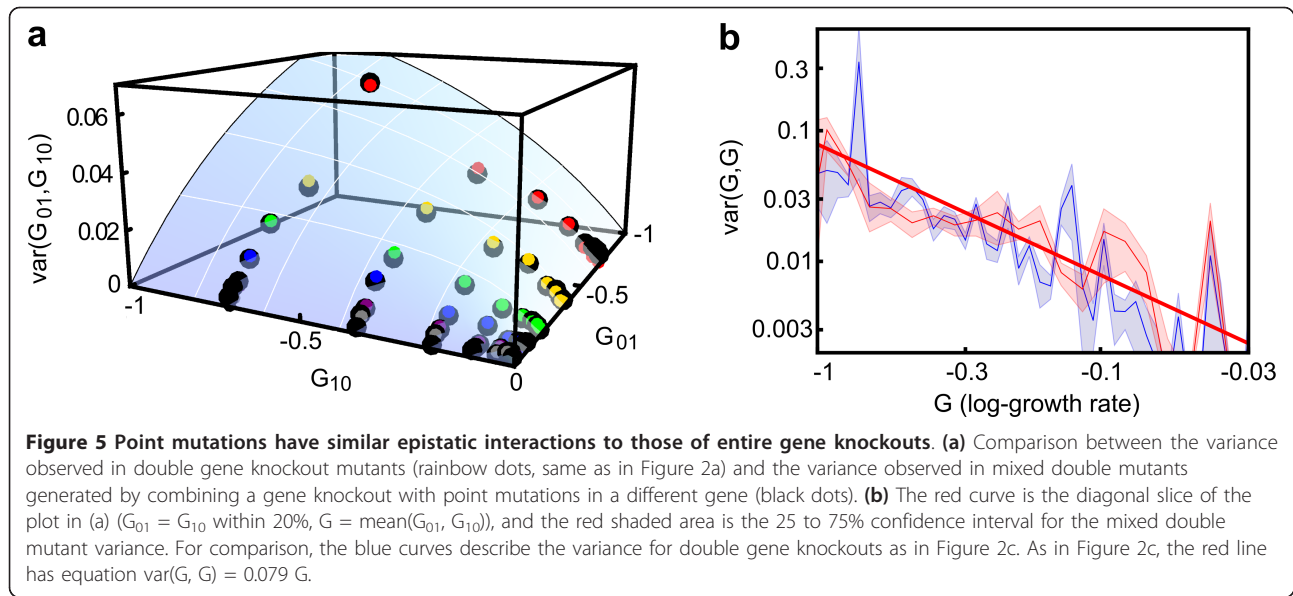 a
b
var(G01,G10)
0.06
0.04
0.02
0
-1
-0.5
0
G10
-1
-0.5
G01
var(G,G)
0.3
0.1
0.03
0.01
0.003
-1
-0.3
-0.1
-0.03
G (log-growth rate)
Figure 5 Point mutations have similar epistatic interactions to those of entire gene knockouts. (a) Comparison between the variance
observed in double gene knockout mutants (rainbow dots, same as in Figure 2a) and the variance observed in mixed double mutants
generated by combining a gene knockout with point mutations in a different gene (black dots). (b) The red curve is the diagonal slice of the
plot in (a) (G01 = G10 within 20%, G = mean(G01, G10)), and the red shaded area is the 25 to 75% confidence interval for the mixed double
mutant variance. For comparison, the blue curves describe the variance for double gene knockouts as in Figure 2c. As in Figure 2c, the red line
has equation var(G, G) = 0.079 G.